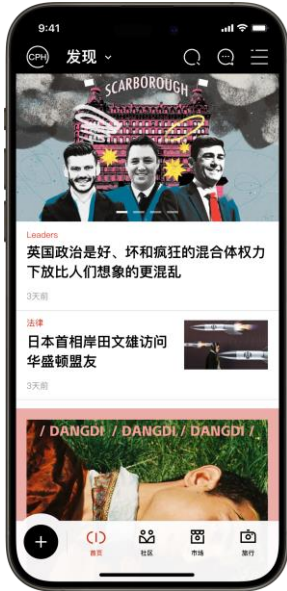 9:41
CPH
发现
SCARBOROUGH
Leaders
英国政治是好、坏和疯狂的混合体权力
下放比人们想象的更混乱
3天前
法律
日本首相岸田文雄访问
华盛顿盟友
3天前
/ DANGDI / DANGDI / DANGDI /
首页
社区
市场
旅行